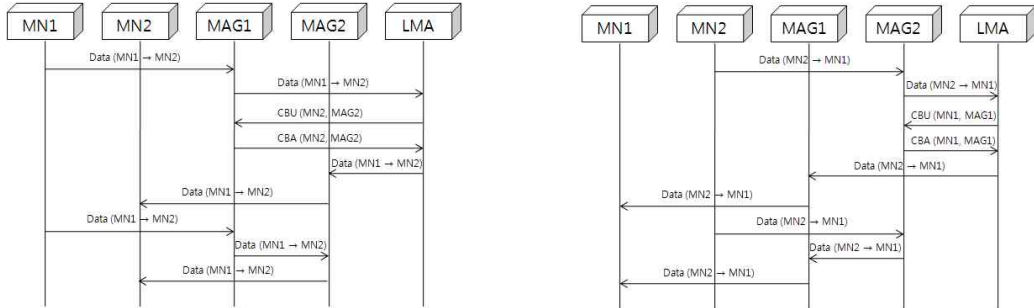 MN1 MN2 MAG1 MAG2 LMA
Data (MN1 → MN2)
Data (MN1 → MN2)
CBU (MN2, MAG2)
CBA (MN2, MAG2)
Data (MN1 → MN2)
Data (MN1 → MN2)
Data (MN1 → MN2)
Data (MN1 → MN2)
Data (MN1 → MN2)
MN1 MN2 MAG1 MAG2 LMA
Data (MN2 → MN1)
Data (MN2 → MN1)
CBU (MN1, MAG1)
CBA (MN1, MAG1)
Data (MN2 → MN1)
Data (MN2 → MN1)
Data (MN2 → MN1)
Data (MN2 → MN1)
Data (MN2 → MN1)